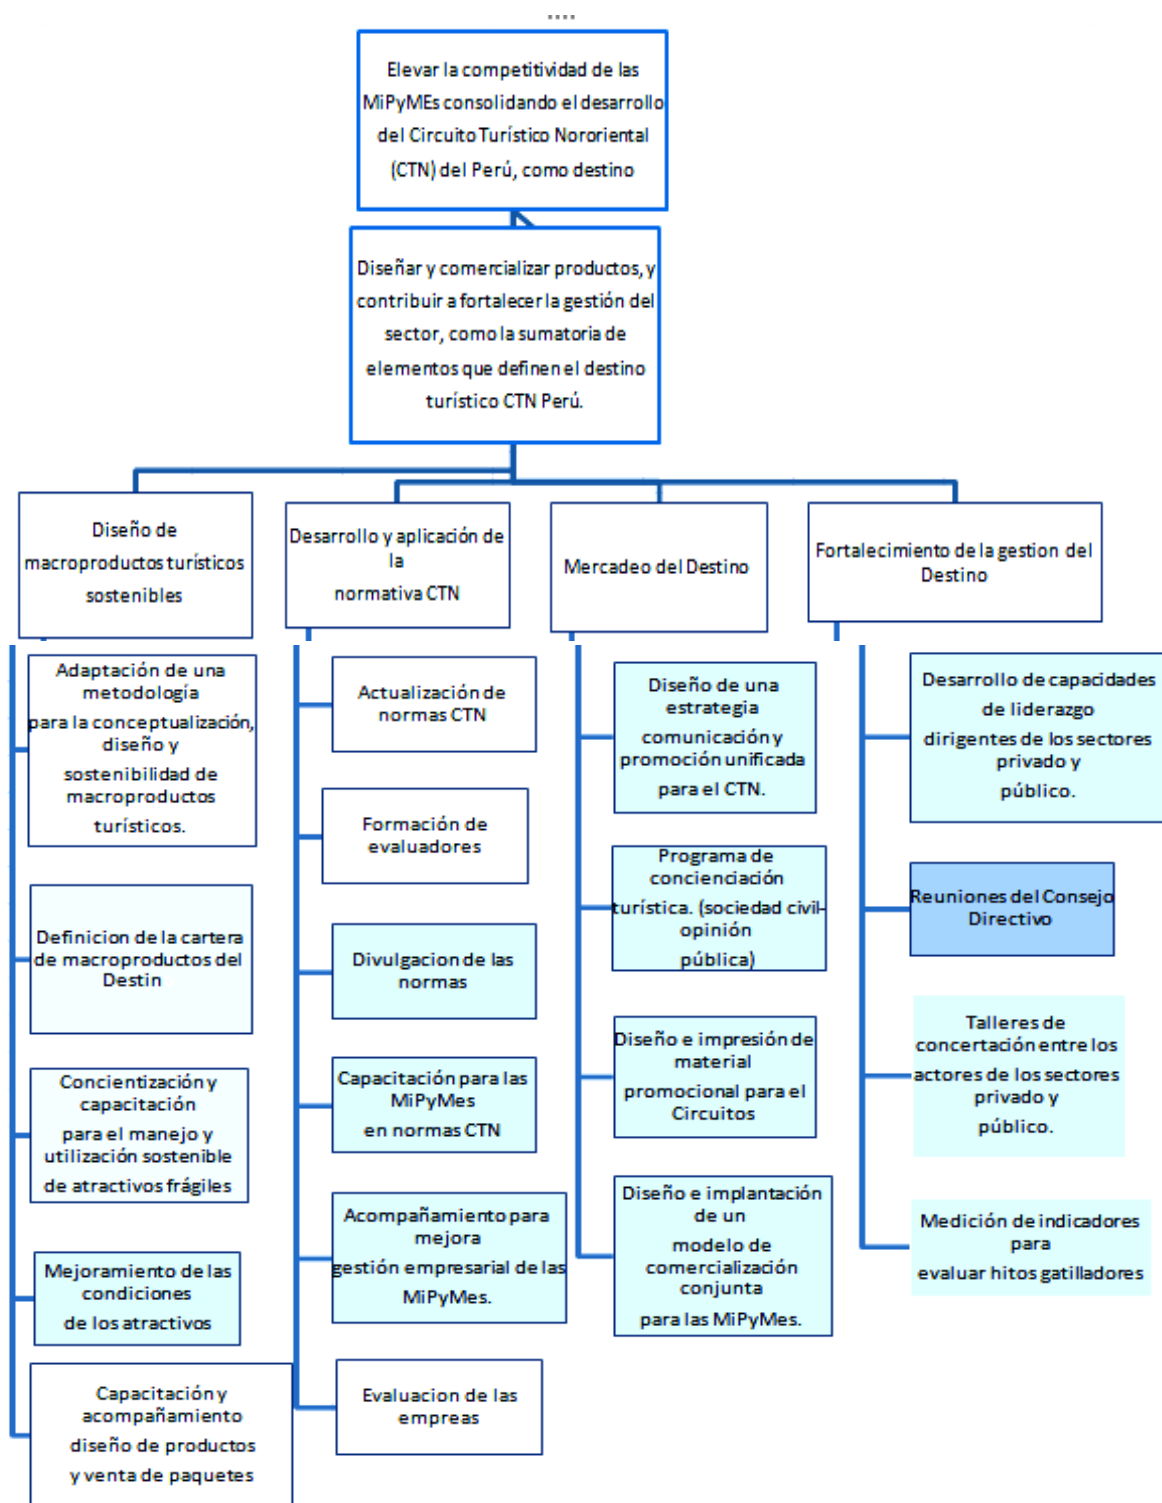 Elevar la competitividad de las
MiPyMEs consolidando el desarrollo
del Circuito Turístico Nororiental
(CTN) del Perú, como destino
Diseñar y comercializar productos, y
contribuir a fortalecer la gestión del
sector, como la sumatoria de
elementos que definen el destino
turístico CTN Perú.
Diseño de
macroproductos turísticos
sostenibles
Desarrollo y aplicación de
la
normativa CTN
Mercadeo del Destino
Fortalecimiento de la gestion del
Destino
Adaptación de una
metodología
para la conceptualización,
diseño y
sostenibilidad de
macroproductos
turísticos.
Definicion de la cartera
de macroproductos del
Destin
Concientización y
capacitación
para el manejo y
utilización sostenible
de atractivos frágiles
Mejoramiento de las
condiciones
de los atractivos
Capacitación y
acompañamiento
diseño de productos
y venta de paquetes
Actualización de
normas CTN
Formación de
evaluadores
Divulgacion de las
normas
Capacitación para las
MiPyMes
en normas CTN
Acompañamiento para
mejora
gestión empresarial de las
MiPyMes.
Evaluacion de las
empreas
Diseño de una
estrategia
comunicación y
promoción unificada
para el CTN.
Programa de
concienciación
turística. (sociedad civil-
opinión
pública)
Diseño e impresión de
material
promocional para el
Circuitos
Diseño e implantación
de un
modelo de
comercialización
conjunta
para las MiPyMes.
Desarrollo de capacidades
de liderazgo
dirigentes de los sectores
privado y
público.
Reuniones del Consejo
Directivo
Talleres de
concertación entre los
actores de los sectores
privado y
público.
Medición de indicadores
para
evaluar hitos gatilladores